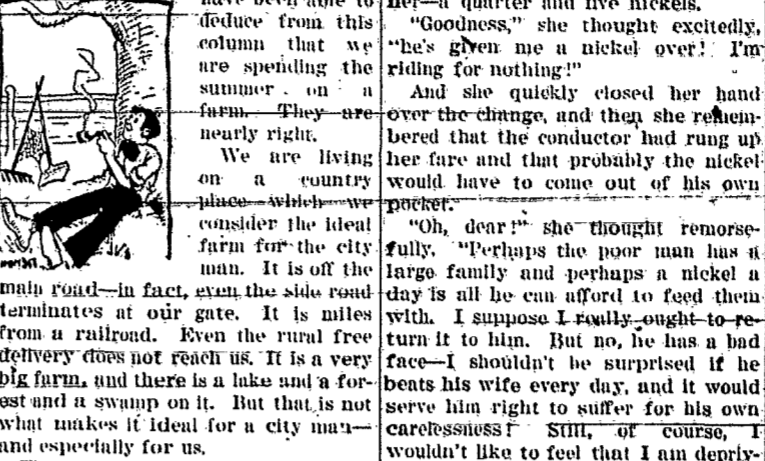 have been able to
deduce from this
column that we
are spending the
summer on a
farm. They are
nearly right.
We are living
on a country
place which we
consider the ideal
farm for the city
man. It is off the
main road—in fact, even the side road
terminates at our gate. It is miles
from a railroad. Even the rural free
delivery does not reach us. It is a very
big farm, and there is a lake and a for-
est and a swamp on it. But that is not
what makes it ideal for a city man—
and especially for us.
her—a quarter and five nickels.
"Goodness," she thought excitedly,
"he's given me a nickel over! I'm
riding for nothing!"
And she quickly closed her hand
over the change, and then she remem-
bered that the conductor had rung up
her fare and that probably the nickel
would have to come out of his own
pocket.
"Oh, dear!" she thought remorse-
fully. "Perhaps the poor man has a
large family and perhaps a nickel a
day is all he can afford to feed them
with. I suppose I really ought to re-
turn it to him. But no, he has a bad
face—I shouldn't be surprised if he
beats his wife every day, and it would
serve him right to suffer for his own
carelessness! Still, of course, I
wouldn't like to feel that I am depriv-